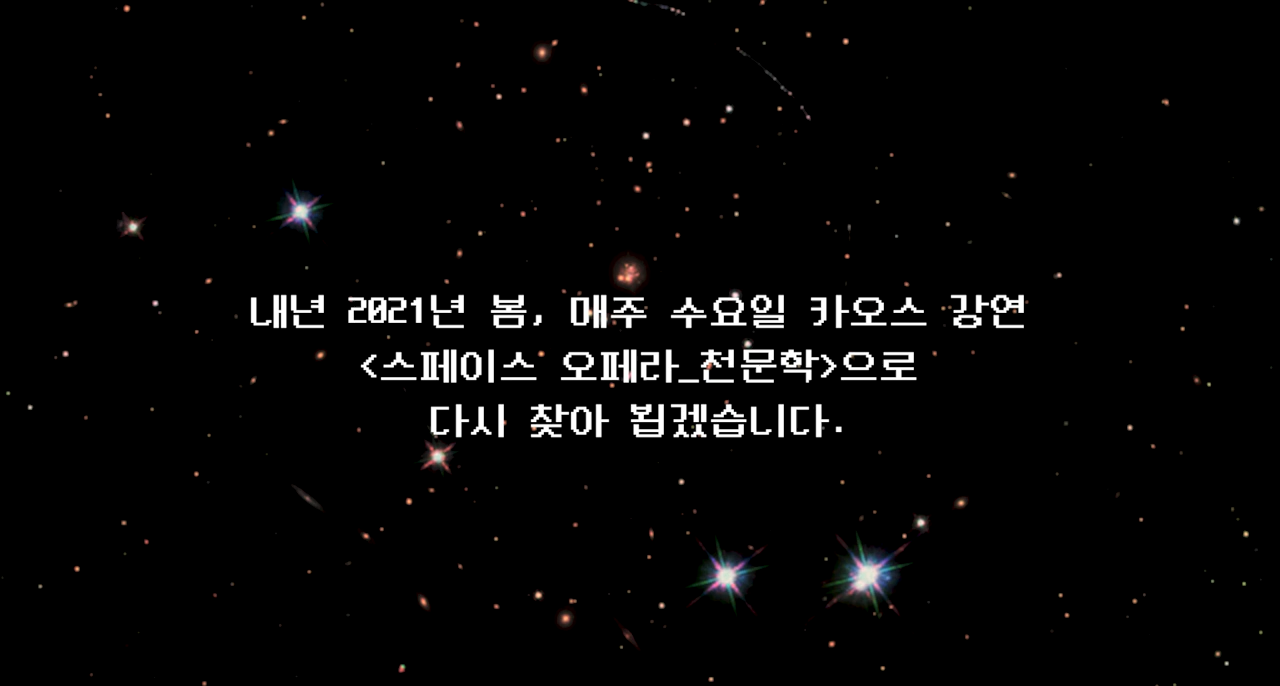 내년 2021년 봄, 매주 수요일 카오스 강연
<스페이스 오페라_천문학>으로
다시 찾아 뵙겠습니다.